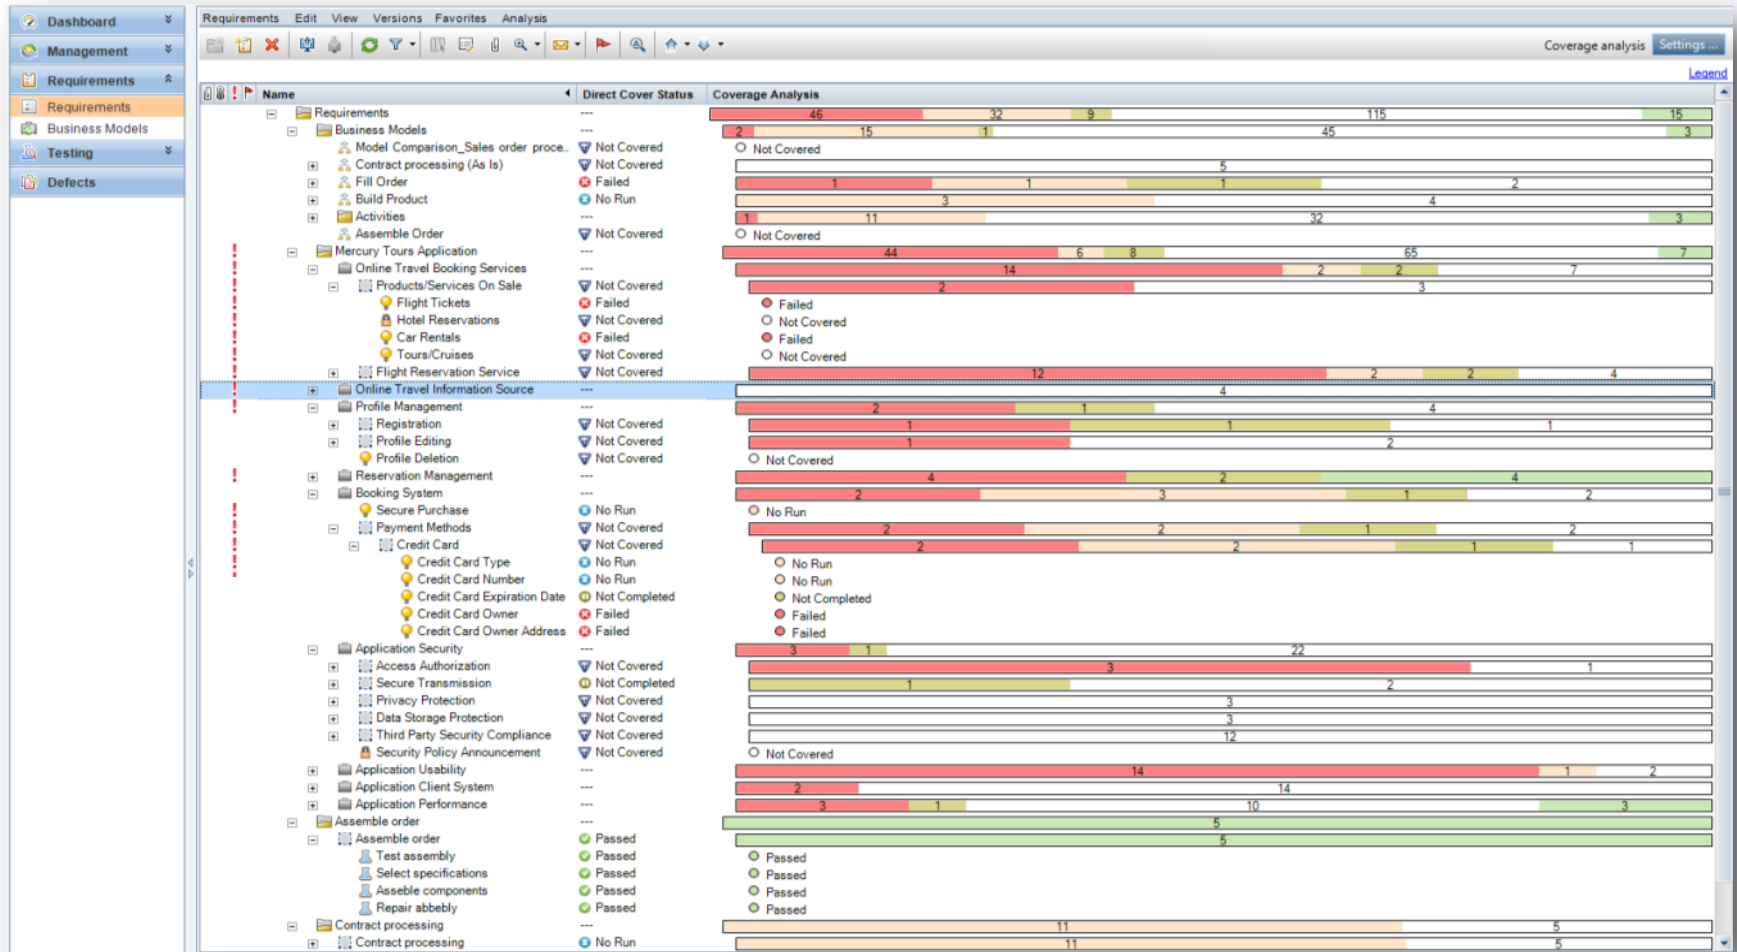 Dashboard
Management
Requirements
Requirements
Business Models
Testing
Defects
Requirements Edit View Versions Favorites Analysis
Coverage analysis Settings ...
Legend
Name Direct Cover Status Coverage Analysis
Requirements --- 46 32 9 115 15
Business Models --- 2 15 1 45 3
Model Comparison_Sales order proce.. Not Covered Not Covered
Contract processing (As Is) Not Covered 5
Fill Order Failed 1 1 1 2
Build Product No Run 3 4
Activities --- 1 11 32 3
Assemble Order Not Covered Not Covered
Mercury Tours Application --- 44 6 8 65 7
Online Travel Booking Services --- 14 2 2 7
Products/Services On Sale Not Covered 2 3
Flight Tickets Failed Failed
Hotel Reservations Not Covered Not Covered
Car Rentals Failed Failed
Tours/Cruises Not Covered Not Covered
Flight Reservation Service Not Covered 12 2 2 4
Online Travel Information Source --- 4
Profile Management --- 2 1 4
Registration Not Covered 1 1 1
Profile Editing Not Covered 1 2
Profile Deletion Not Covered Not Covered
Reservation Management --- 4 2 4
Booking System --- 2 3 1 2
Secure Purchase No Run No Run
Payment Methods Not Covered 2 2 1 2
Credit Card Not Covered 2 2 1 1
Credit Card Type No Run No Run
Credit Card Number No Run No Run
Credit Card Expiration Date Not Completed Not Completed
Credit Card Owner Failed Failed
Credit Card Owner Address Failed Failed
Application Security --- 3 1 22
Access Authorization Not Covered 3 1
Secure Transmission Not Completed 1 2
Privacy Protection Not Covered 3
Data Storage Protection Not Covered 3
Third Party Security Compliance Not Covered 12
Security Policy Announcement Not Covered Not Covered
Application Usability --- 14 1 2
Application Client System --- 2 14
Application Performance --- 3 1 10 3
Assemble order --- 5
Assemble order Passed 5
Test assembly Passed Passed
Select specifications Passed Passed
Asseble components Passed Passed
Repair abbebly Passed Passed
Contract processing --- 11 5
Contract processing No Run 11 5